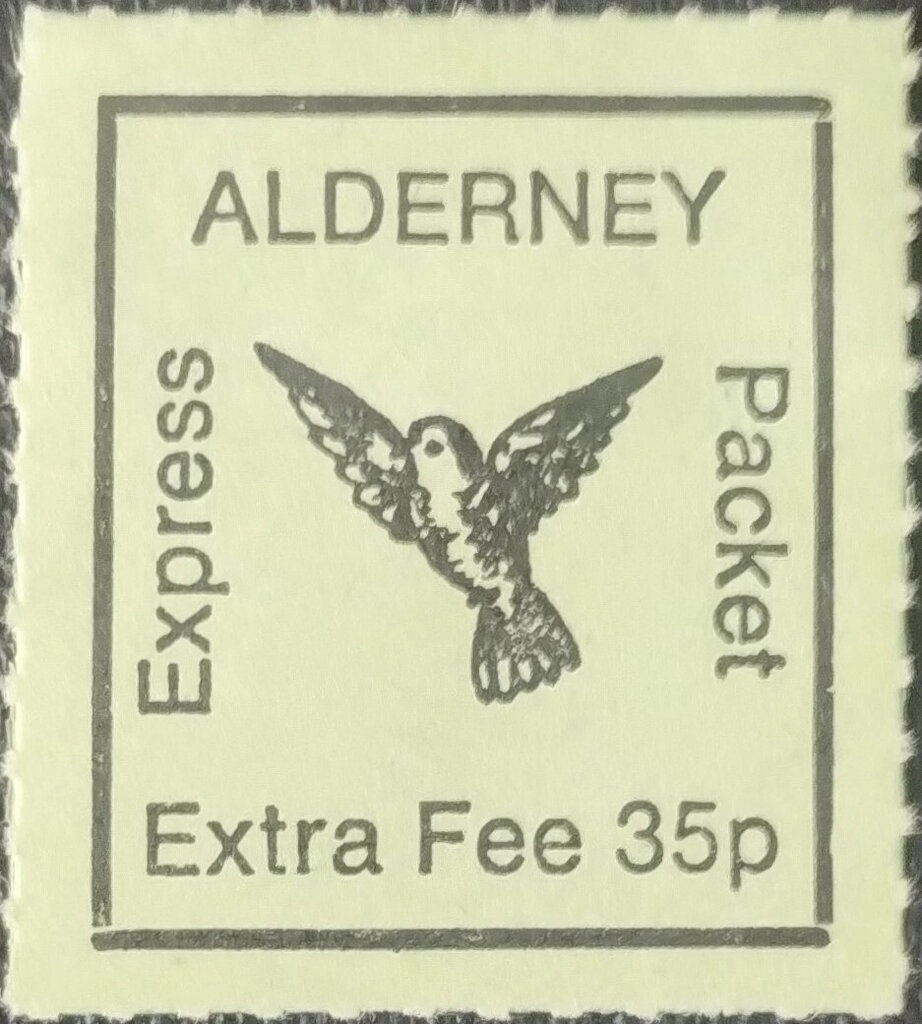 ALDERNEY
Express
Packet
Extra Fee 35p